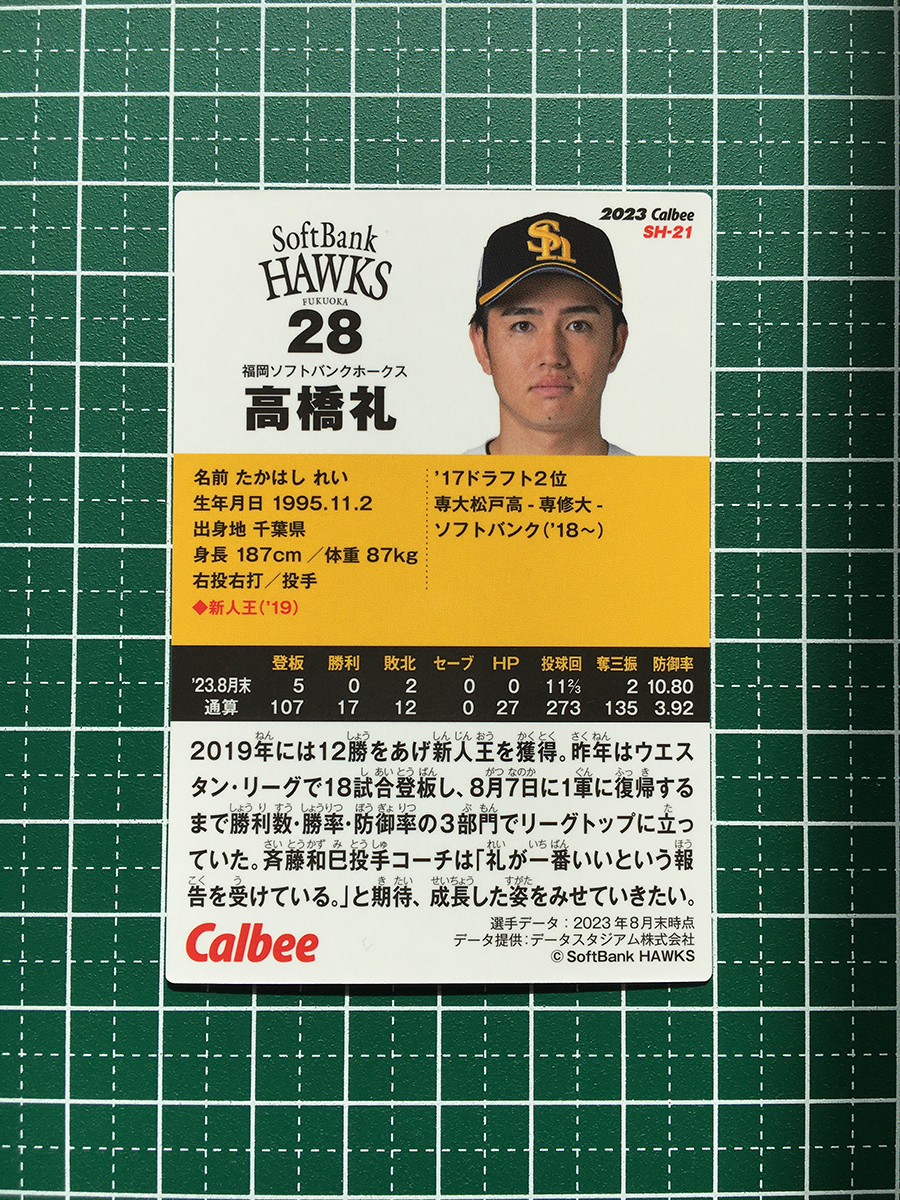 2023 Calbee
SH-21
SoftBank
HAWKS
FUKUOKA
28
福岡ソフトバンクホークス
高橋礼
Sh
名前 たかはし れい
生年月日 1995.11.2
出身地 千葉県
身長 187cm ／体重 87kg
右投右打／投手
◆新人王('19)
'17ドラフト2位
専大松戸高 - 専修大 -
ソフトバンク('18～)
登板 勝利 敗北 セーブ HP 投球回 奪三振 防御率
'23.8月末 5 0 2 0 0 11⅔ 2 10.80
通算 107 17 12 0 27 273 135 3.92
2019年には12勝をあげ新人王を獲得。昨年はウエス
タン・リーグで18試合登板し、8月7日に1軍に復帰する
まで勝利数・勝率・防御率の3部門でリーグトップに立っ
ていた。斉藤和巳投手コーチは「礼が一番いいという報
告を受けている。」と期待、成長した姿をみせていきたい。
Calbee
選手データ：2023年8月末時点
データ提供：データスタジアム株式会社
© SoftBank HAWKS